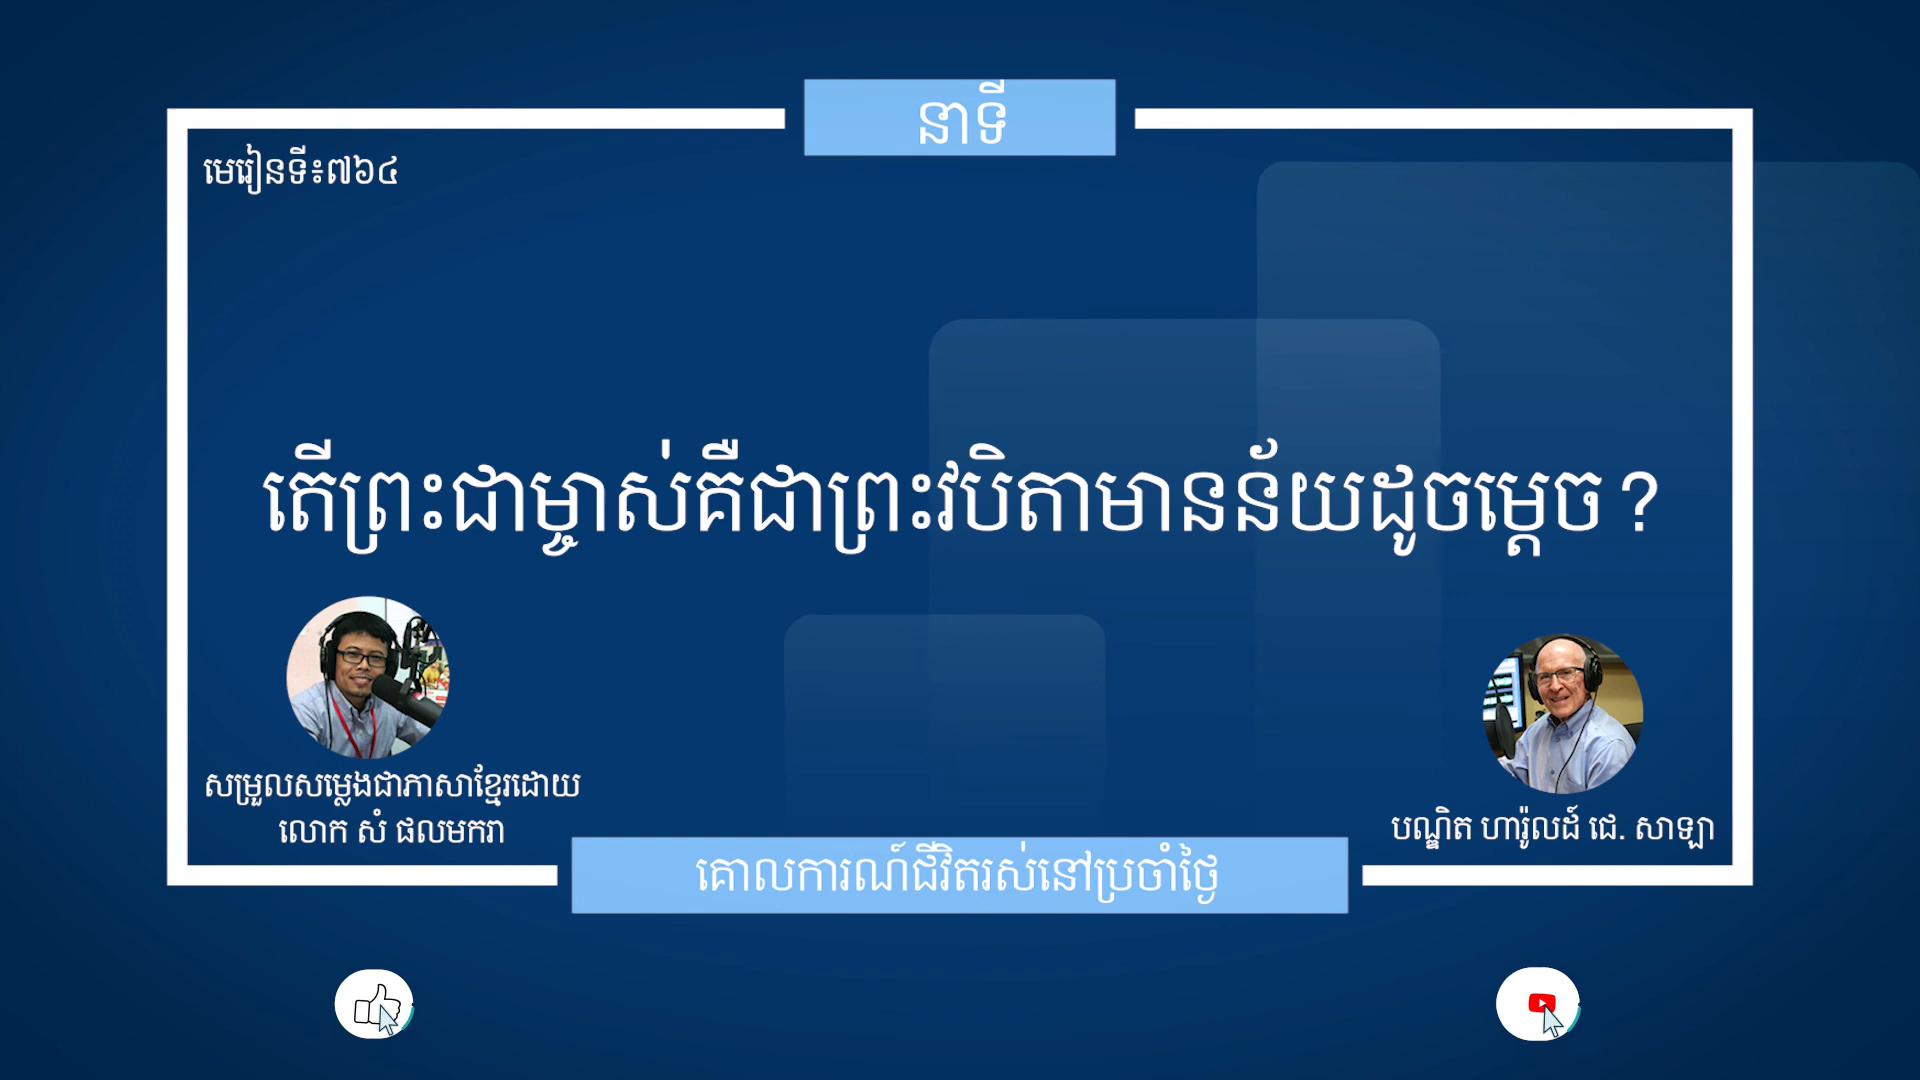 នាទី
មេរៀនទី៖៧៦៤
តើព្រះជាម្ចាស់គឺជាព្រះវបិតាមានន័យដូចម្ដេច?
សម្រួលសម្លេងជាភាសាខ្មែរដោយ
លោក សំ ផលមករា
បណ្ឌិត ហារ៉ូលដ៍ ជេ. សាឡា
គោលការណ៍ជីវិតរស់នៅប្រចាំថ្ងៃ